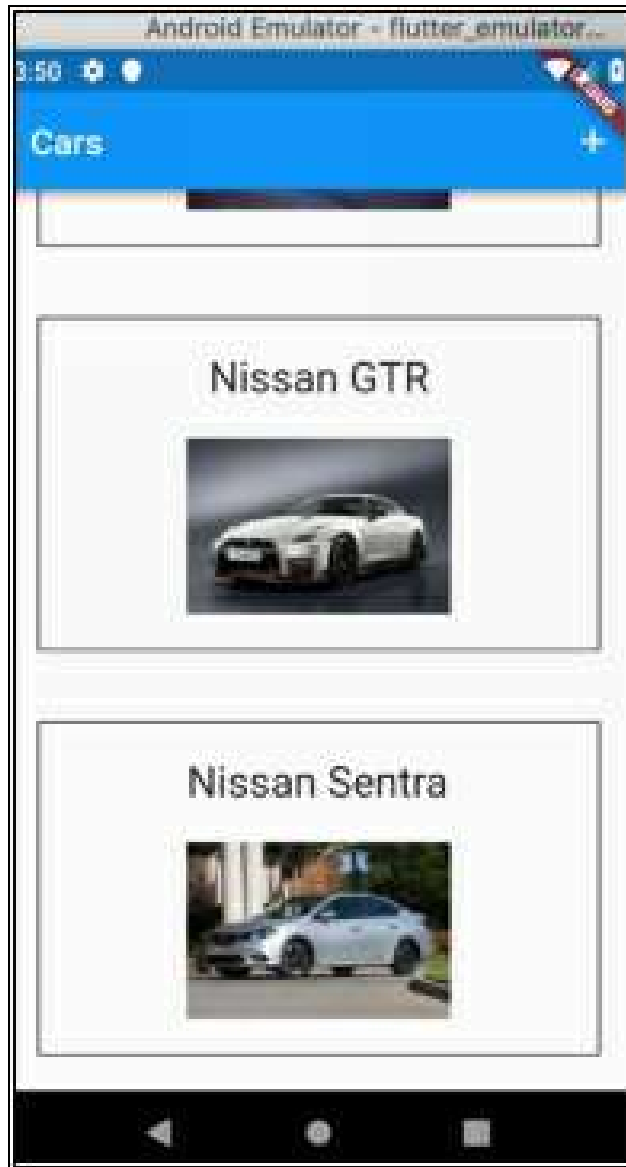 Android Emulator - flutter_emulator...
3:50
Cars +
Nissan GTR
Nissan Sentra